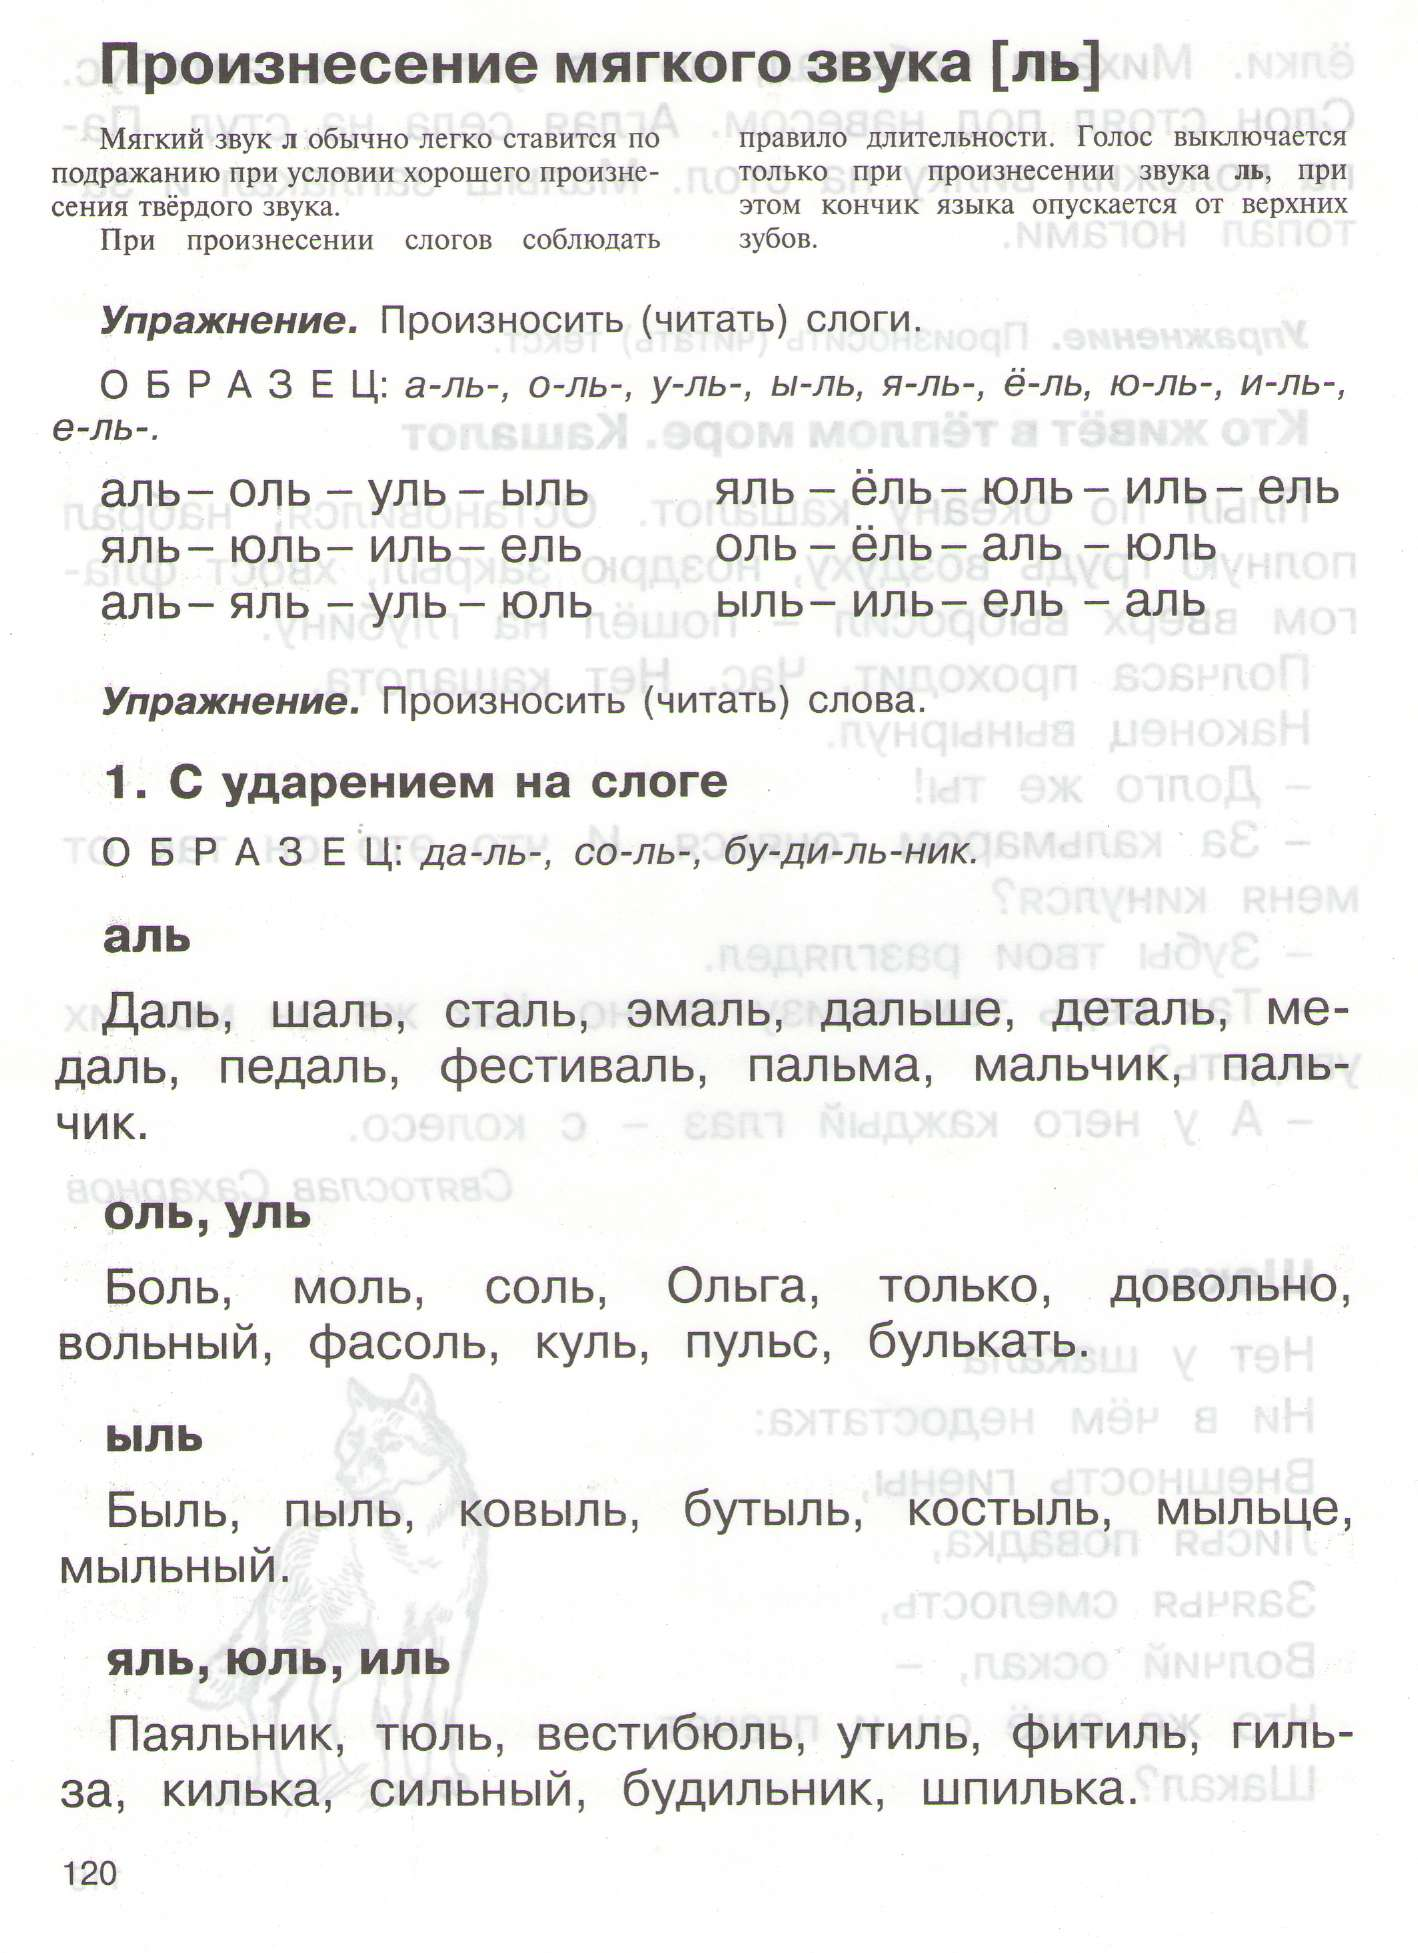 Произнесение мягкого звука [ль]
Мягкий звук л обычно легко ставится по
подражанию при условии хорошего произне-
сения твёрдого звука.
При произнесении слогов соблюдать
правило длительности. Голос выключается
только при произнесении звука ль, при
этом кончик языка опускается от верхних
зубов.
Упражнение. Произносить (читать) слоги.
О Б Р А З Е Ц: а-ль-, о-ль-, у-ль-, ы-ль, я-ль-, ё-ль, ю-ль-, и-ль-,
е-ль-.
аль – оль – уль – ыль
яль – юль – иль – ель
аль – яль – уль – юль
яль – ёль – юль – иль – ель
оль – ёль – аль – юль
ыль – иль – ель – аль
Упражнение. Произносить (читать) слова.
1. С ударением на слоге
О Б Р А З Е Ц: да-ль-, со-ль-, бу-ди-ль-ник.
аль
Даль, шаль, сталь, эмаль, дальше, деталь, ме-
даль, педаль, фестиваль, пальма, мальчик, паль-
чик.
оль, уль
Боль, моль, соль, Ольга, только, довольно,
вольный, фасоль, куль, пульс, булькать.
ыль
Быль, пыль, ковыль, бутыль, костыль, мыльце,
мыльный.
яль, юль, иль
Паяльник, тюль, вестибюль, утиль, фитиль, гиль-
за, килька, сильный, будильник, шпилька.
120